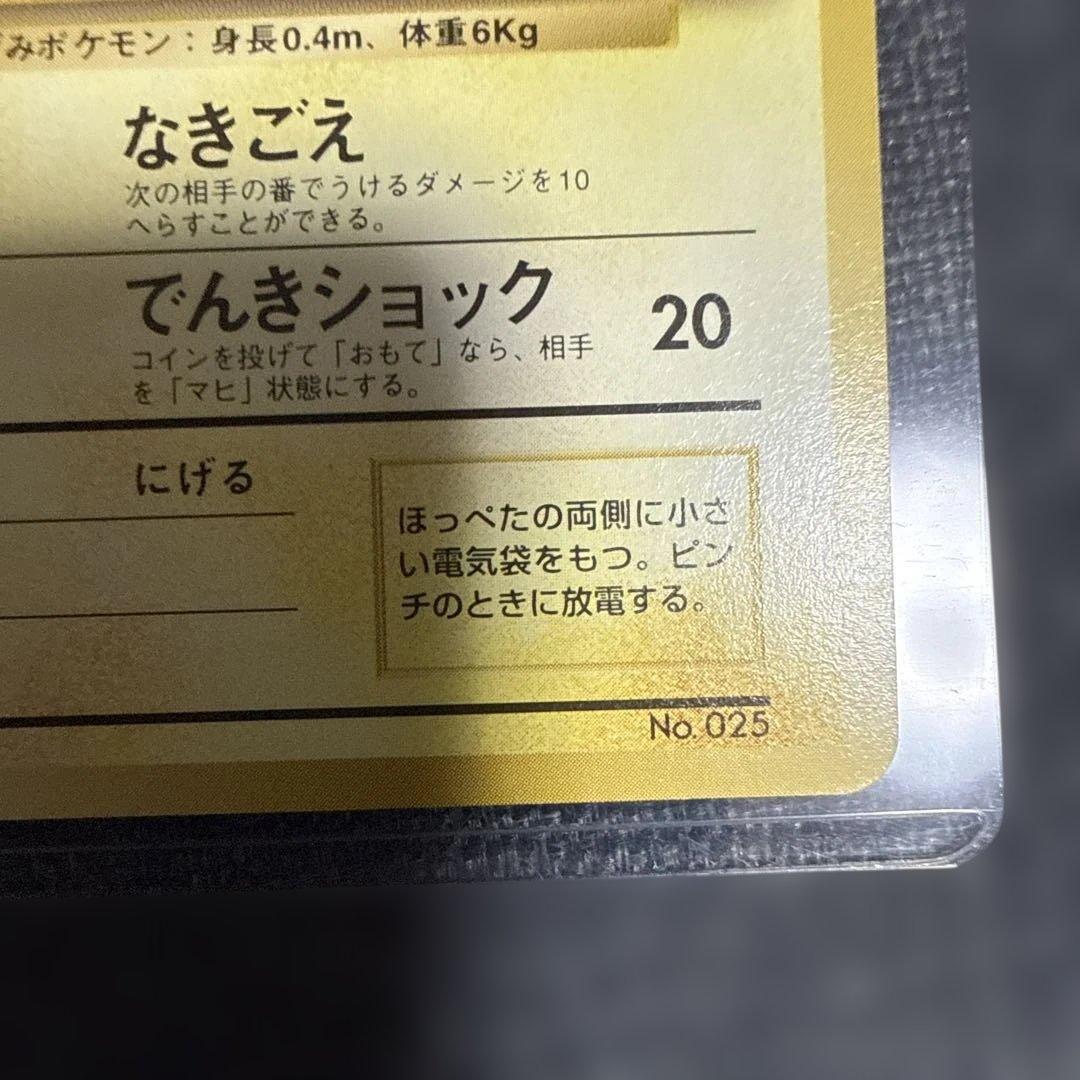 ずみポケモン：身長0.4m、体重6Kg
なきごえ
次の相手の番でうけるダメージを10
へらすことができる。
でんきショック 20
コインを投げて「おもて」なら、相手
を「マヒ」状態にする。
にげる
ほっぺたの両側に小さ
い電気袋をもつ。ピン
チのときに放電する。
No. 025